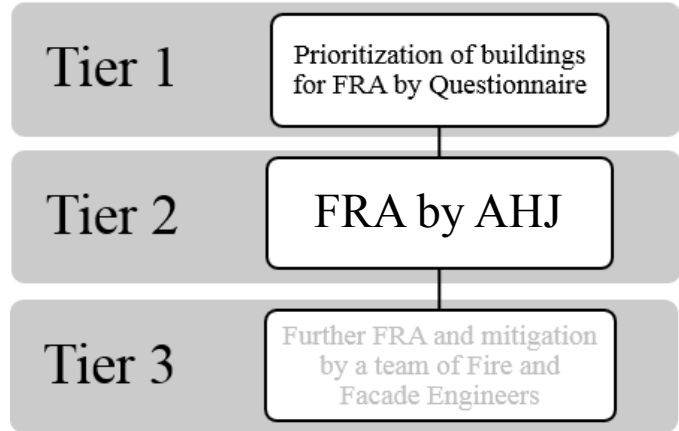 Tier 1
Prioritization of buildings
for FRA by Questionnaire
Tier 2
FRA by AHJ
Tier 3
Further FRA and mitigation
by a team of Fire and
Facade Engineers